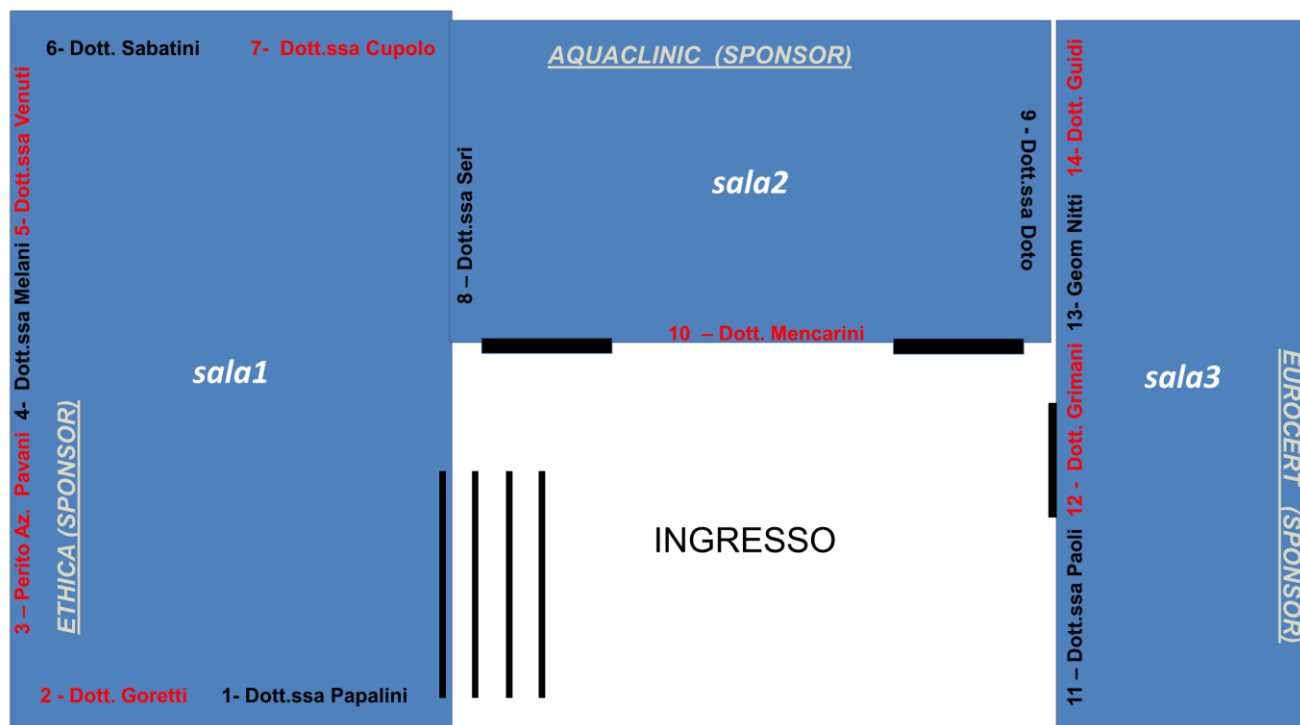 6- Dott. Sabatini
7- Dott.ssa Cupolo
5- Dott.ssa Venuti
4- Dott.ssa Melani
3 – Perito Az. Pavani
ETHICA (SPONSOR)
sala1
2 - Dott. Goretti
1- Dott.ssa Papalini
AQUACLINIC (SPONSOR)
8 – Dott.ssa Seri
sala2
9 - Dott.ssa Doto
10 – Dott. Mencarini
INGRESSO
14- Dott. Guidi
13- Geom Nitti
12 - Dott. Grimani
11 – Dott.ssa Paoli
sala3
EUROCERT (SPONSOR)